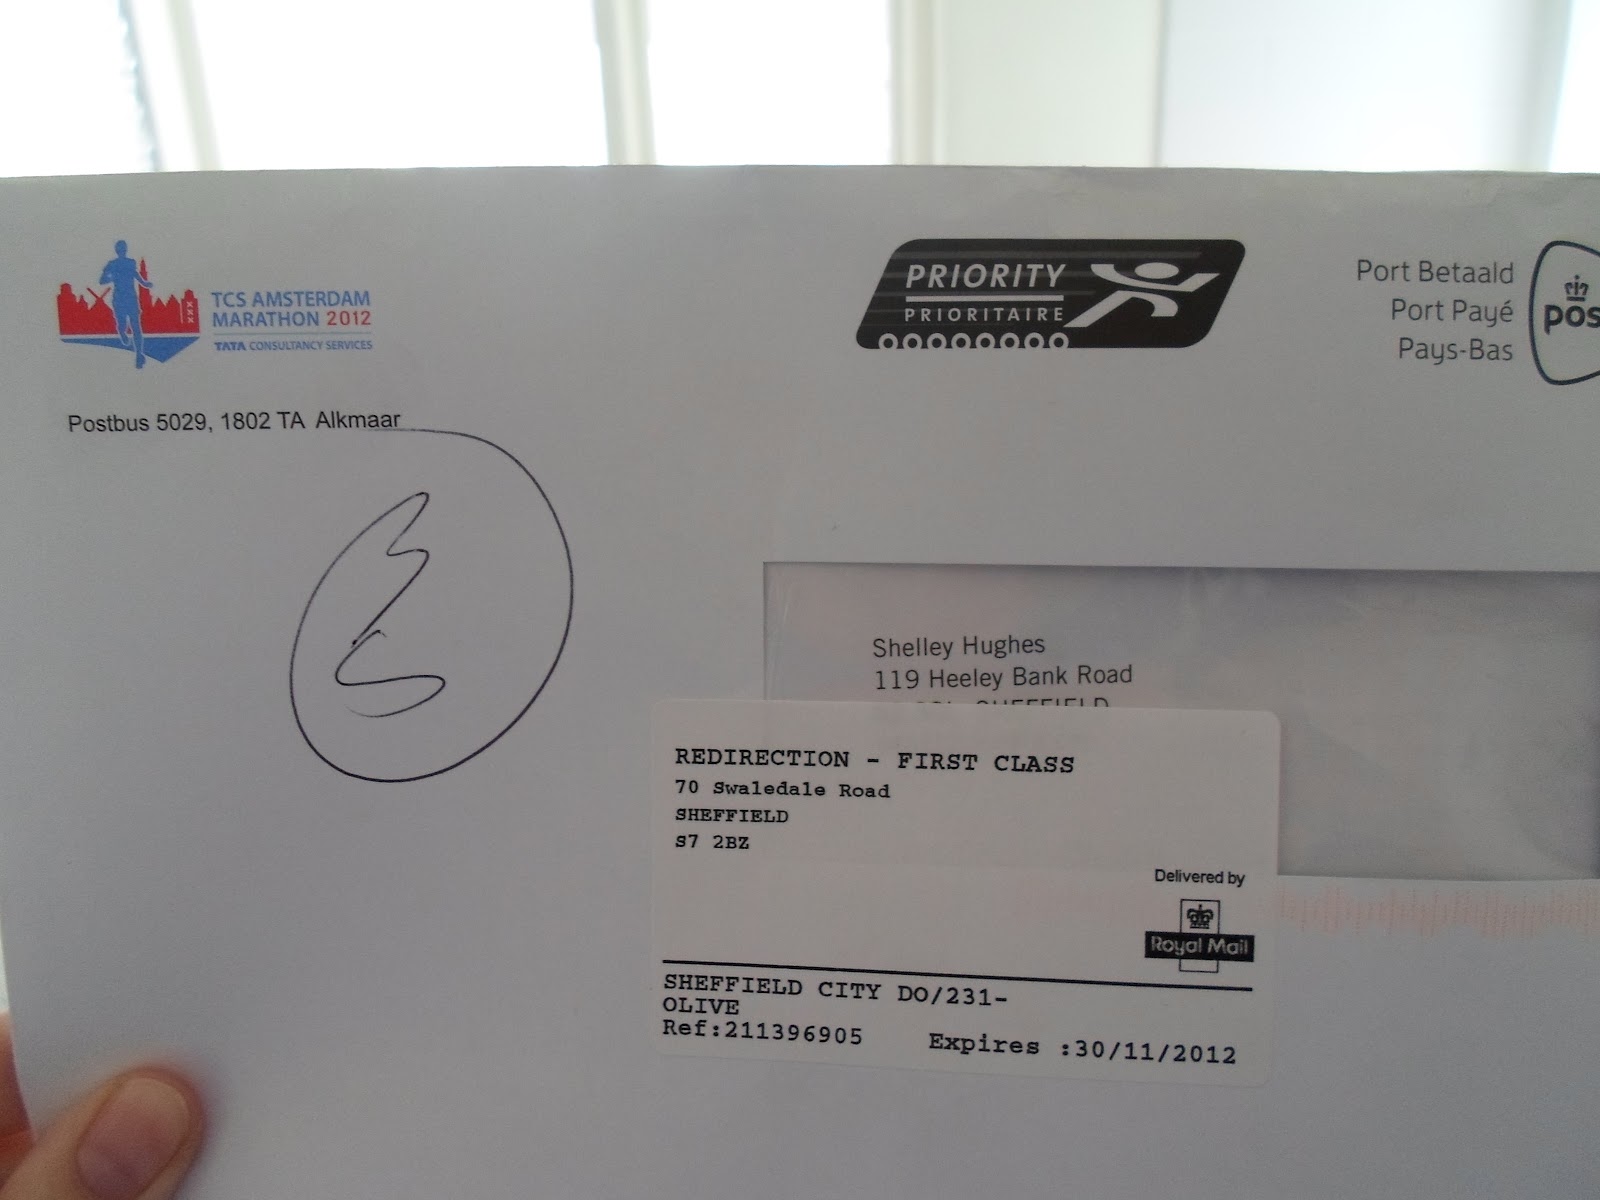 TCS AMSTERDAM
MARATHON 2012
TATA CONSULTANCY SERVICES
Postbus 5029, 1802 TA Alkmaar
PRIORITY
PRIORITAIRE
Port Betaald
Port Payé
Pays-Bas
pos
Shelley Hughes
119 Heeley Bank Road
SHEFFIELD
REDIRECTION - FIRST CLASS
70 Swaledale Road
SHEFFIELD
S7 2BZ
Delivered by
Royal Mail
SHEFFIELD CITY DO/231-
OLIVE
Ref:211396905 Expires :30/11/2012